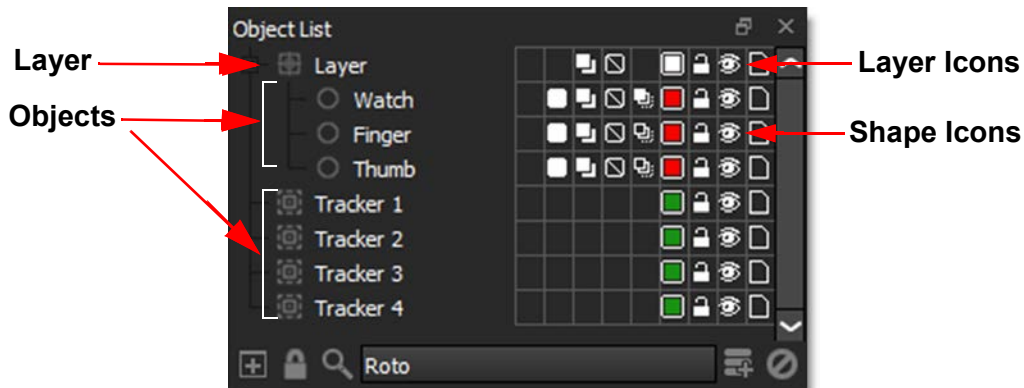 Object List
Layer
Layer
Layer Icons
Watch
Objects
Finger
Shape Icons
Thumb
Tracker 1
Tracker 2
Tracker 3
Tracker 4
Roto